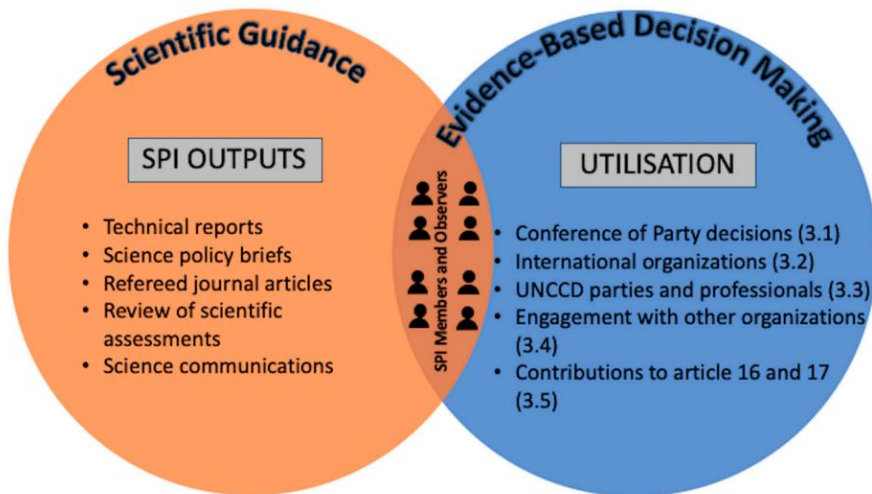 Scientific Guidance
SPI OUTPUTS
• Technical reports
• Science policy briefs
• Refereed journal articles
• Review of scientific
assessments
• Science communications
SPI Members and Observers
Evidence-Based Decision Making
UTILISATION
• Conference of Party decisions (3.1)
• International organizations (3.2)
• UNCCD parties and professionals (3.3)
• Engagement with other organizations
(3.4)
• Contributions to article 16 and 17
(3.5)